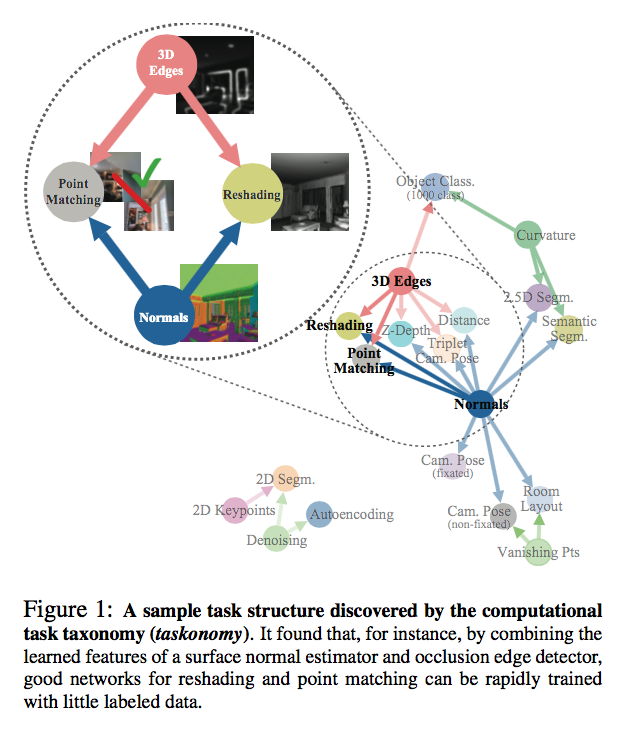 3D
Edges
Point
Matching
Reshading
Normals
Object Class.
(1000 class)
Curvature
3D Edges
2.5D Segm.
Reshading
Z-Depth
Distance
Semantic
Segm.
Triplet
Cam. Pose
Point
Matching
Normals
Cam. Pose
(fixated)
2D Segm.
2D Keypoints
Autoencoding
Denoising
Room
Layout
Cam. Pose
(non-fixated)
Vanishing Pts
Figure 1: A sample task structure discovered by the computational
task taxonomy (taskonomy). It found that, for instance, by combining the
learned features of a surface normal estimator and occlusion edge detector,
good networks for reshading and point matching can be rapidly trained
with little labeled data.